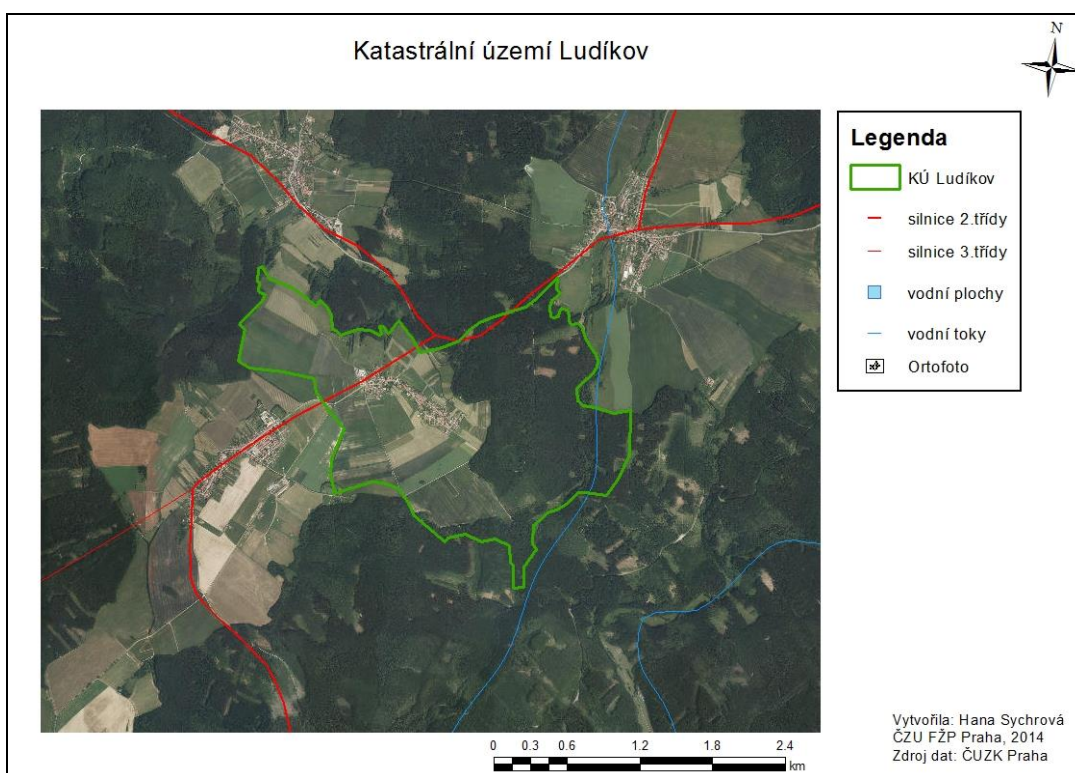 Katastrální území Ludíkov
N
Legenda
KÚ Ludíkov
silnice 2.třídy
silnice 3.třídy
vodní plochy
vodní toky
Ortofoto
Vytvořila: Hana Sychrová
ČZU FŽP Praha, 2014
Zdroj dat: ČUZK Praha
0 0.3 0.6 1.2 1.8 2.4
km